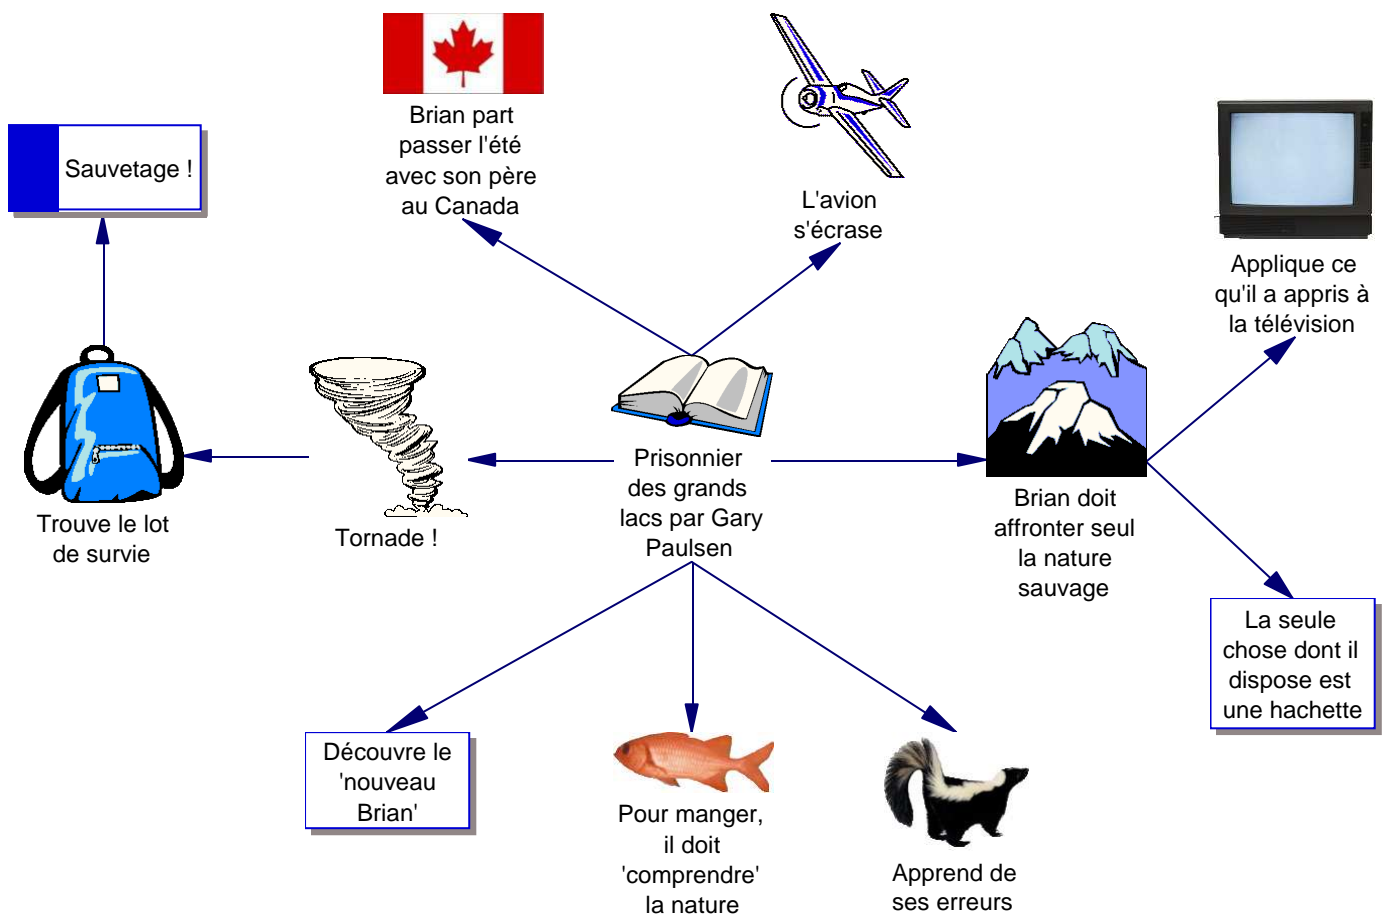 Brian part
passer l'été
avec son père
au Canada
L'avion
s'écrase
Sauvetage !
Applique ce
qu'il a appris à
la télévision
Trouve le lot
de survie
Tornade !
Prisonnier
des grands
lacs par Gary
Paulsen
Brian doit
affronter seul
la nature
sauvage
La seule
chose dont il
dispose est
une hachette
Découvre le
'nouveau
Brian'
Pour manger,
il doit
'comprendre'
la nature
Apprend de
ses erreurs